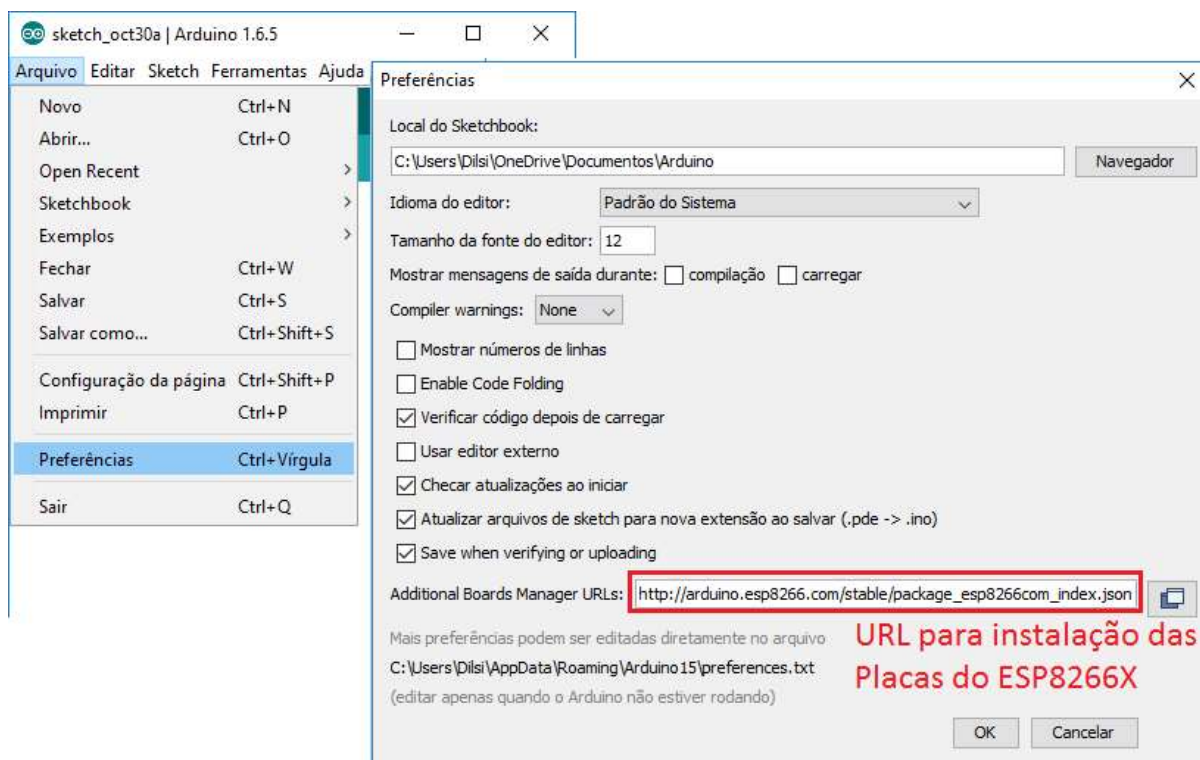 sketch_oct30a | Arduino 1.6.5
Arquivo Editar Sketch Ferramentas Ajuda
Novo Ctrl+N
Abrir... Ctrl+O
Open Recent
Sketchbook
Exemplos
Fechar Ctrl+W
Salvar Ctrl+S
Salvar como... Ctrl+Shift+S
Configuração da página Ctrl+Shift+P
Imprimir Ctrl+P
Preferências Ctrl+Vírgula
Sair Ctrl+Q
Preferências
Local do Sketchbook:
C:\Users\Dilsi\OneDrive\Documentos\Arduino Navegador
Idioma do editor: Padrão do Sistema
Tamanho da fonte do editor: 12
Mostrar mensagens de saída durante: compilação carregar
Compiler warnings: None
Mostrar números de linhas
Enable Code Folding
Verificar código depois de carregar
Usar editor externo
Checar atualizações ao iniciar
Atualizar arquivos de sketch para nova extensão ao salvar (.pde -> .ino)
Save when verifying or uploading
Additional Boards Manager URLs: http://arduino.esp8266.com/stable/package_esp8266com_index.json
Mais preferências podem ser editadas diretamente no arquivo
C:\Users\Dilsi\AppData\Roaming\Arduino15\preferences.txt
(editar apenas quando o Arduino não estiver rodando)
URL para instalação das
Placas do ESP8266X
OK Cancelar